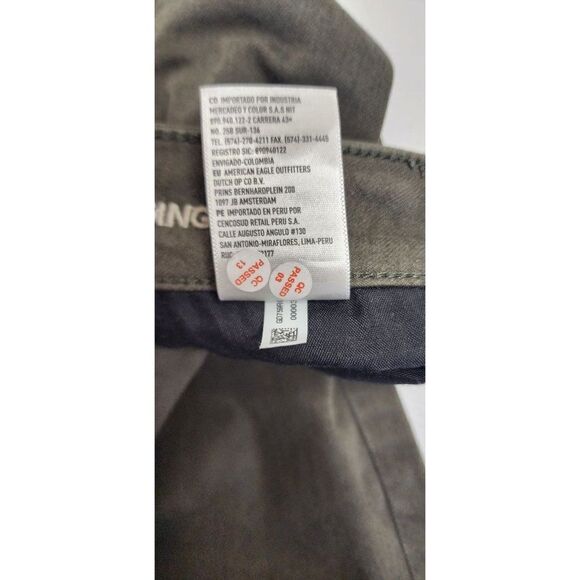 CO IMPORTADO POR INDUSTRIA
MERCADEO Y COLOR S.A.S NIT
890.940.122-2 CARRERA 43ª
NO. 25B SUR-136
TEL. (574)-270-4211 FAX. (574)-331-4445
REGISTRO SIC: 890940122
ENVIGADO-COLOMBIA
EU AMERICAN EAGLE OUTFITTERS
DUTCH OP CO B.V.
PRINS BERNHARDPLEIN 200
1097 JB AMSTERDAM
PE IMPORTADO EN PERU POR
CENCOSUD RETAIL PERU S.A.
CALLE AUGUSTO ANGULO #130
SAN ANTONIO-MIRAFLORES, LIMA-PERU
QC
PASSED
13
QC
PASSED
03